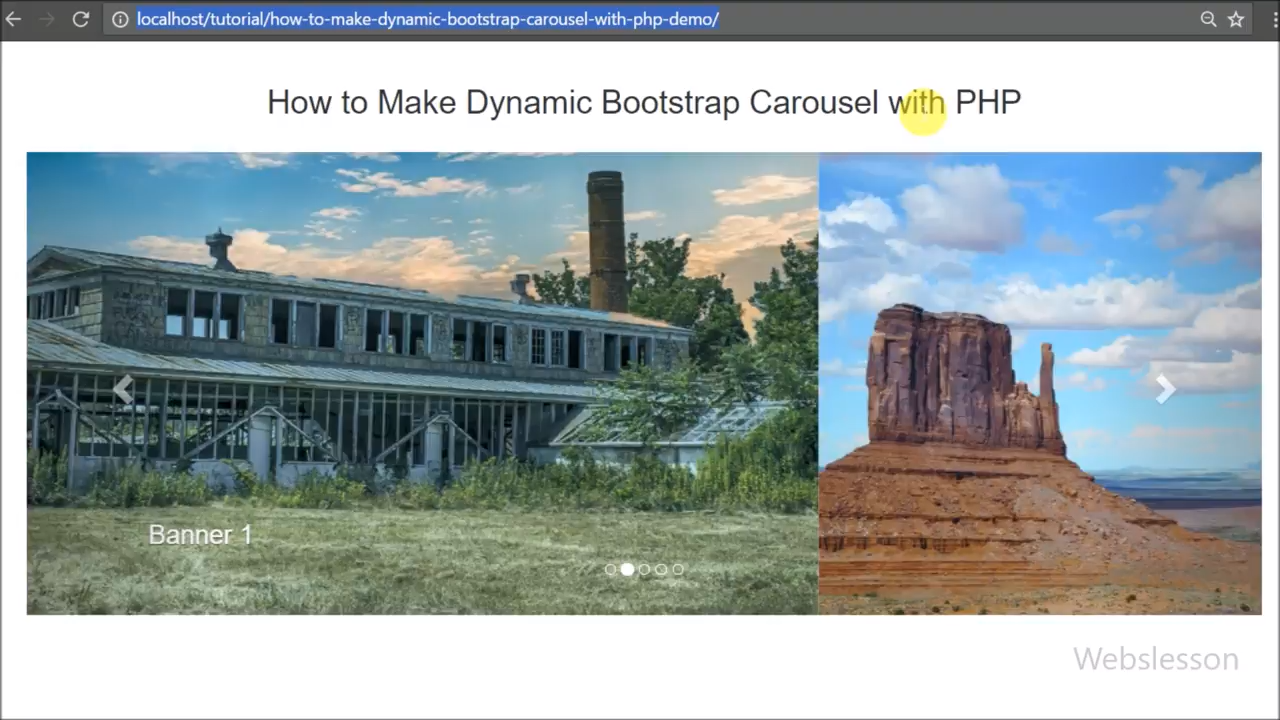 localhost/tutorial/how-to-make-dynamic-bootstrap-carousel-with-php-demo/
How to Make Dynamic Bootstrap Carousel with PHP
Banner 1
Webslesson